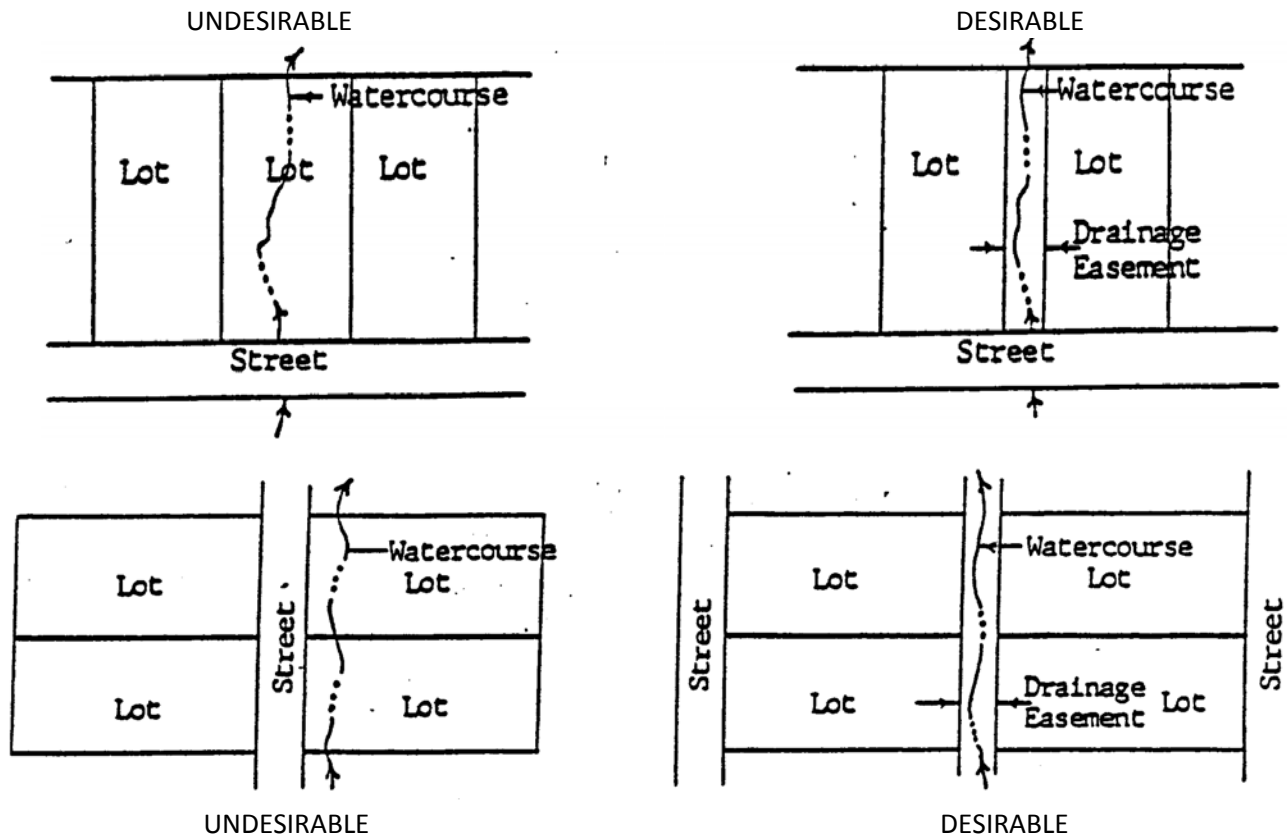 UNDESIRABLE
Watercourse
Lot
Lot
Lot
Street
DESIRABLE
Watercourse
Lot
Lot
Drainage
Easement
Street
Watercourse
Lot
Lot
Street
Lot
Lot
UNDESIRABLE
Street
Watercourse
Lot
Lot
Street
Drainage
Easement
Lot
Lot
DESIRABLE